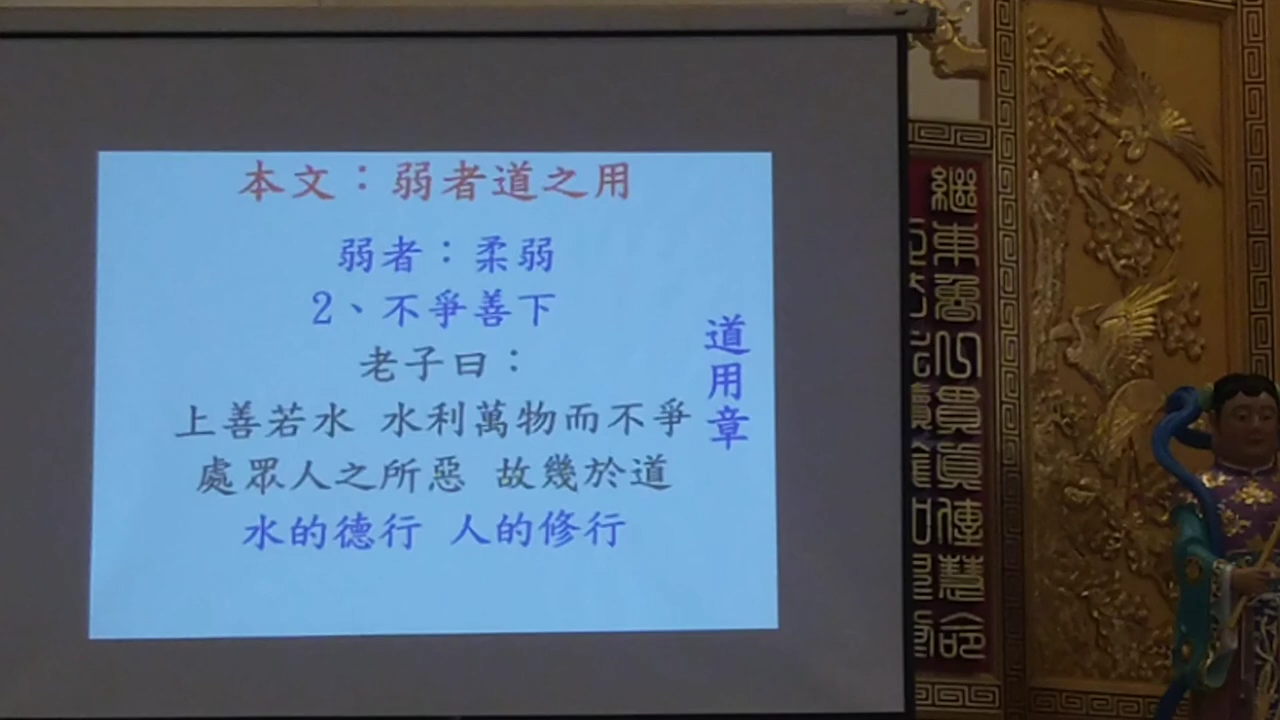 本文：弱者道之用
弱者：柔弱
2、不爭善下
老子曰：
上善若水 水利萬物而不爭
處眾人之所惡 故幾於道
水的德行 人的修行
道用章